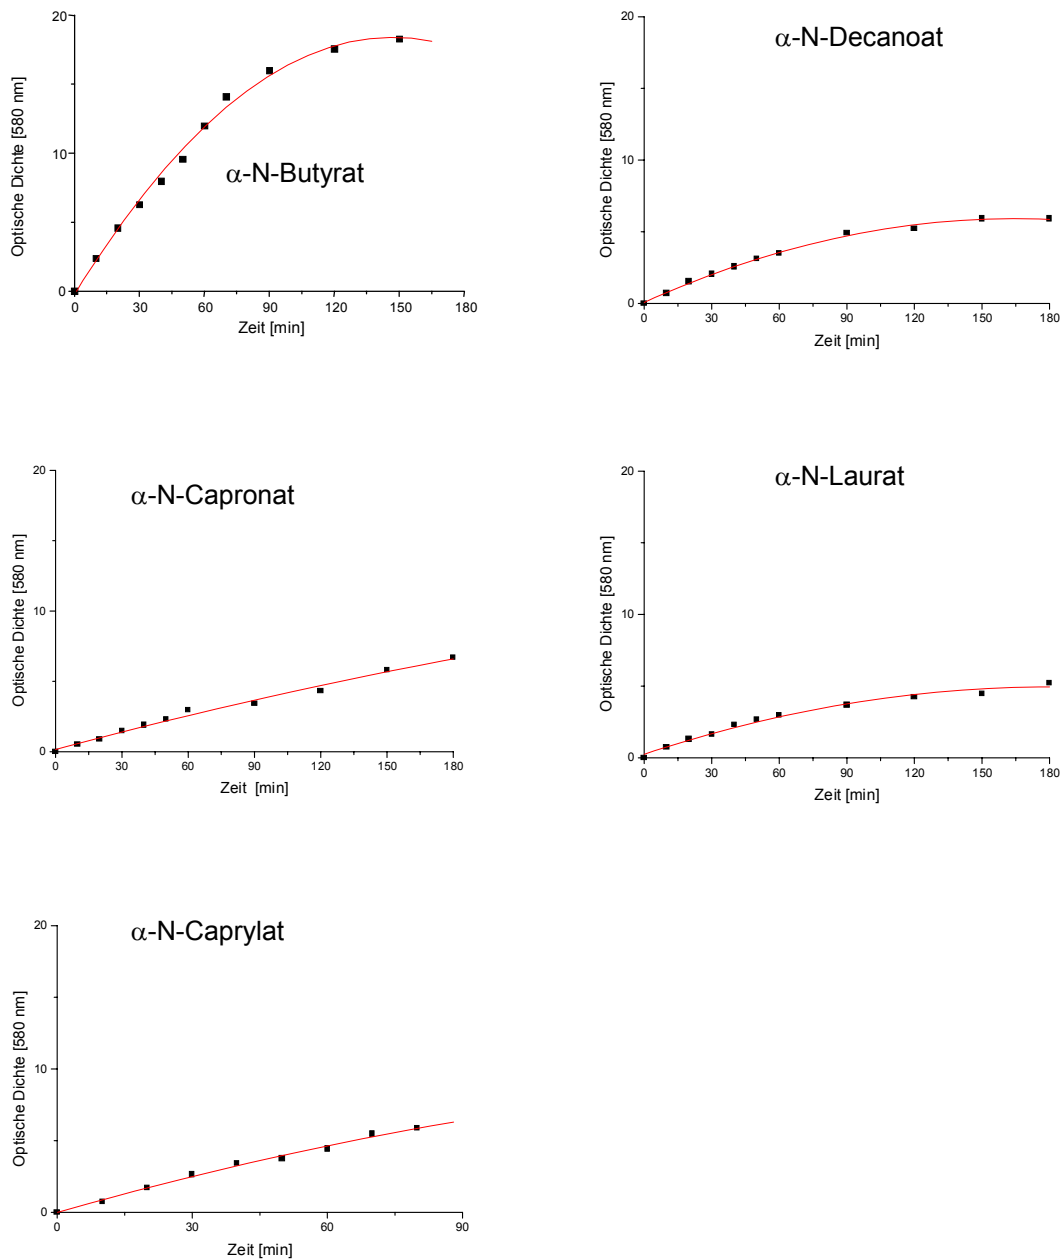 α-N-Butyrat
Optische Dichte [580 nm]
20
10
0
0 30 60 90 120 150 180
Zeit [min]
α-N-Decanoat
Optische Dichte [580 nm]
20
10
0
0 30 60 90 120 150 180
Zeit [min]
α-N-Capronat
Optische Dichte [580 nm]
20
10
0
0 30 60 90 120 150 180
Zeit [min]
α-N-Laurat
Optische Dichte [580 nm]
20
10
0
0 30 60 90 120 150 180
Zeit [min]
α-N-Caprylat
Optische Dichte [580 nm]
20
10
0
0 30 60 90
Zeit [min]